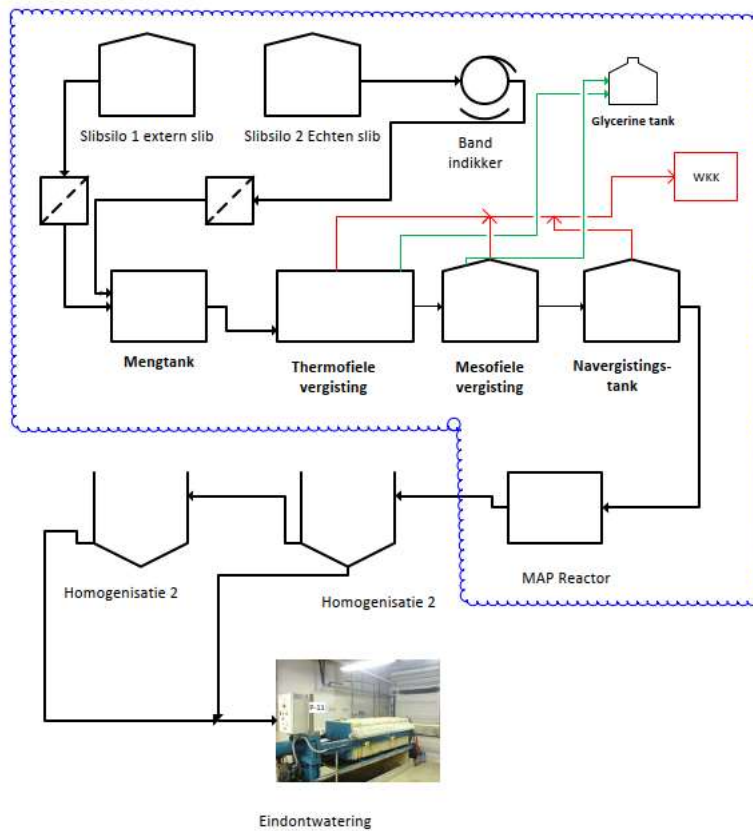 Slibsilo 1 extern slib
Slibsilo 2 Echten slib
Band
indikker
Glycerine tank
WKK
Mengtank
Thermofiele
vergisting
Mesofiele
vergisting
Navergistings-
tank
MAP Reactor
Homogenisatie 2
Homogenisatie 2
P-11
Eindontwatering